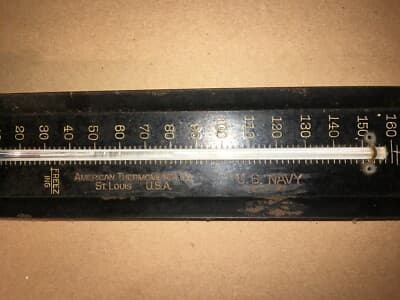 20 30 40 50 60 70 80 90 100 110 120 130 140 150 160
FREEZ
ING
AMERICAN THERMOMETER CO.
ST. LOUIS U.S.A.
U.S. NAVY